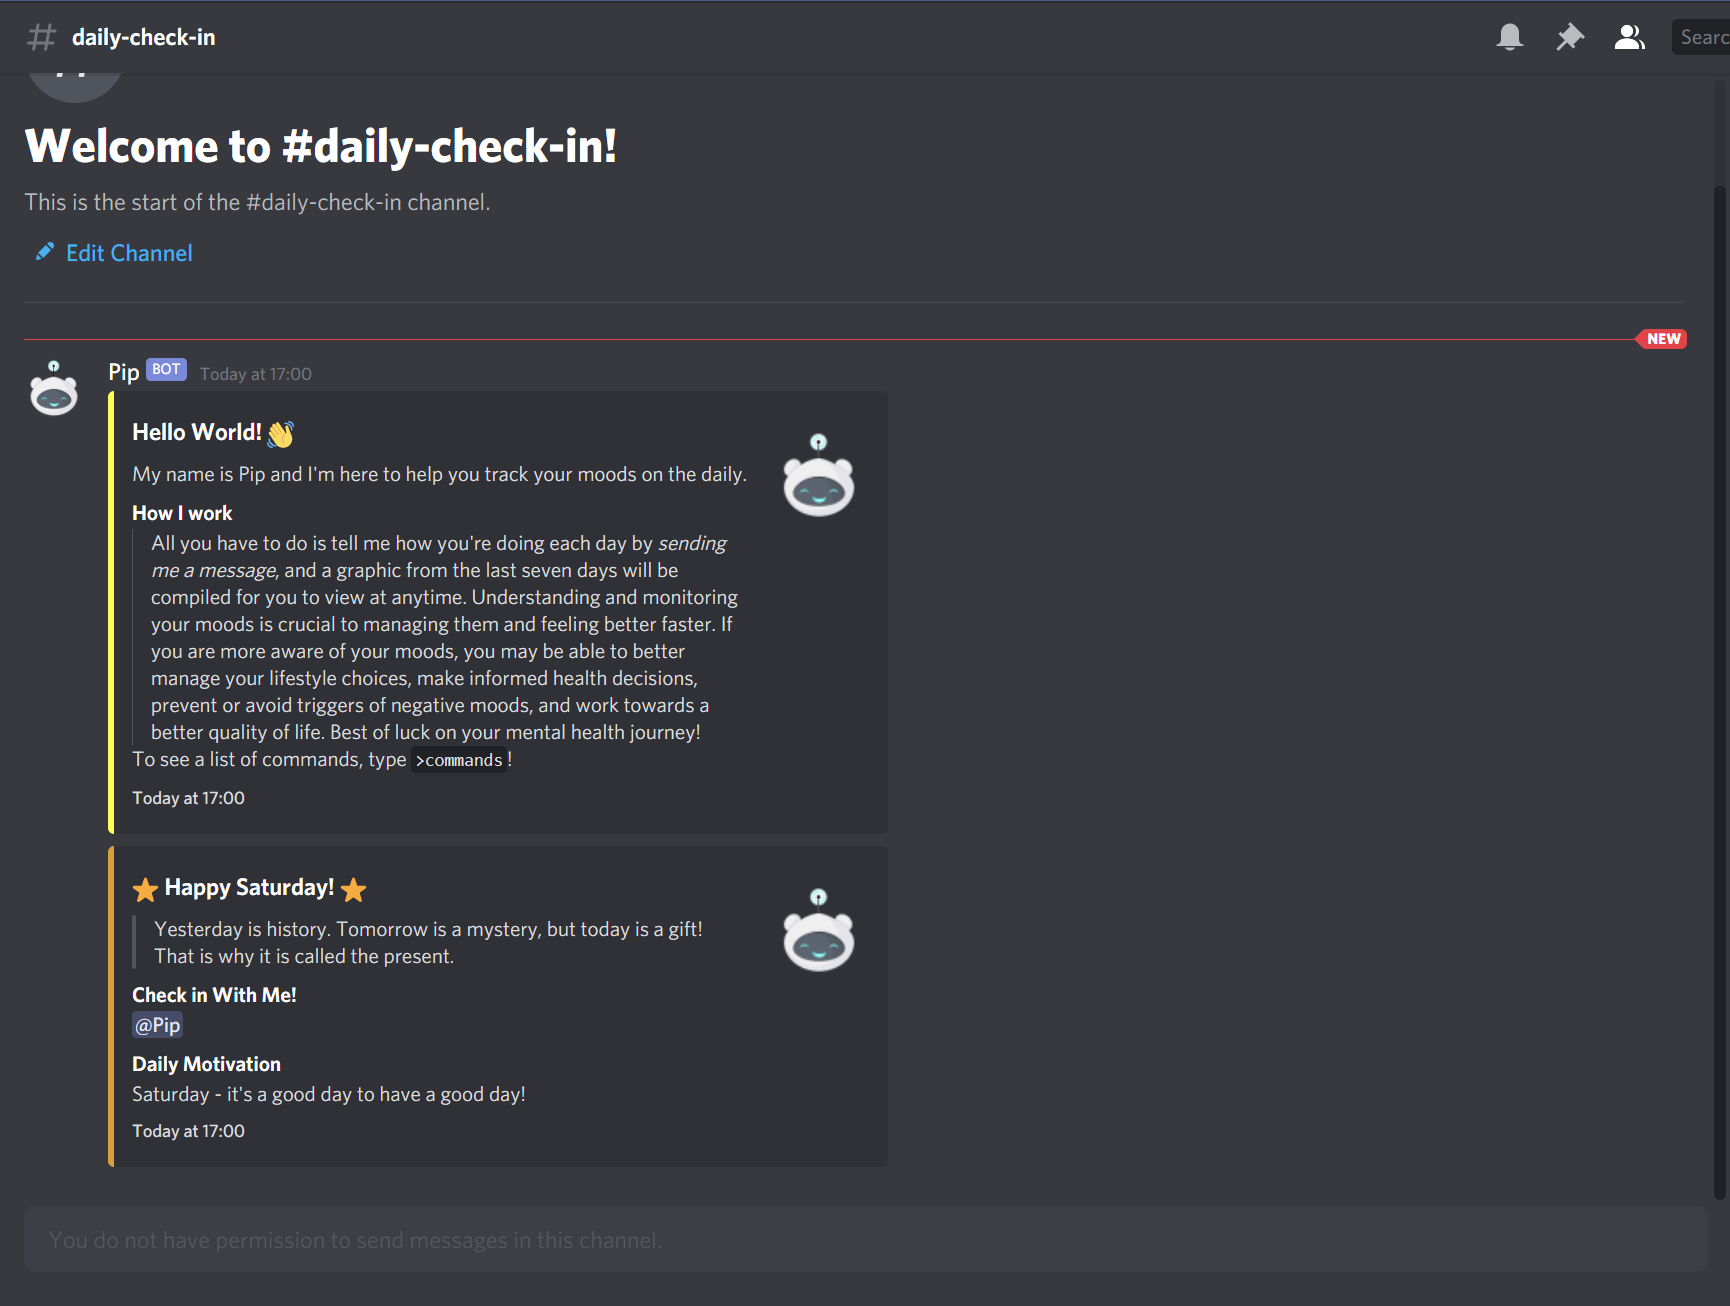 daily-check-in
Searc
Welcome to #daily-check-in!
This is the start of the #daily-check-in channel.
Edit Channel
NEW
Pip BOT Today at 17:00
Hello World! 👋
My name is Pip and I'm here to help you track your moods on the daily.
How I work
All you have to do is tell me how you're doing each day by sending
me a message, and a graphic from the last seven days will be
compiled for you to view at anytime. Understanding and monitoring
your moods is crucial to managing them and feeling better faster. If
you are more aware of your moods, you may be able to better
manage your lifestyle choices, make informed health decisions,
prevent or avoid triggers of negative moods, and work towards a
better quality of life. Best of luck on your mental health journey!
To see a list of commands, type >commands!
Today at 17:00
⭐ Happy Saturday! ⭐
Yesterday is history. Tomorrow is a mystery, but today is a gift!
That is why it is called the present.
Check in With Me!
@Pip
Daily Motivation
Saturday - it's a good day to have a good day!
Today at 17:00
You do not have permission to send messages in this channel.